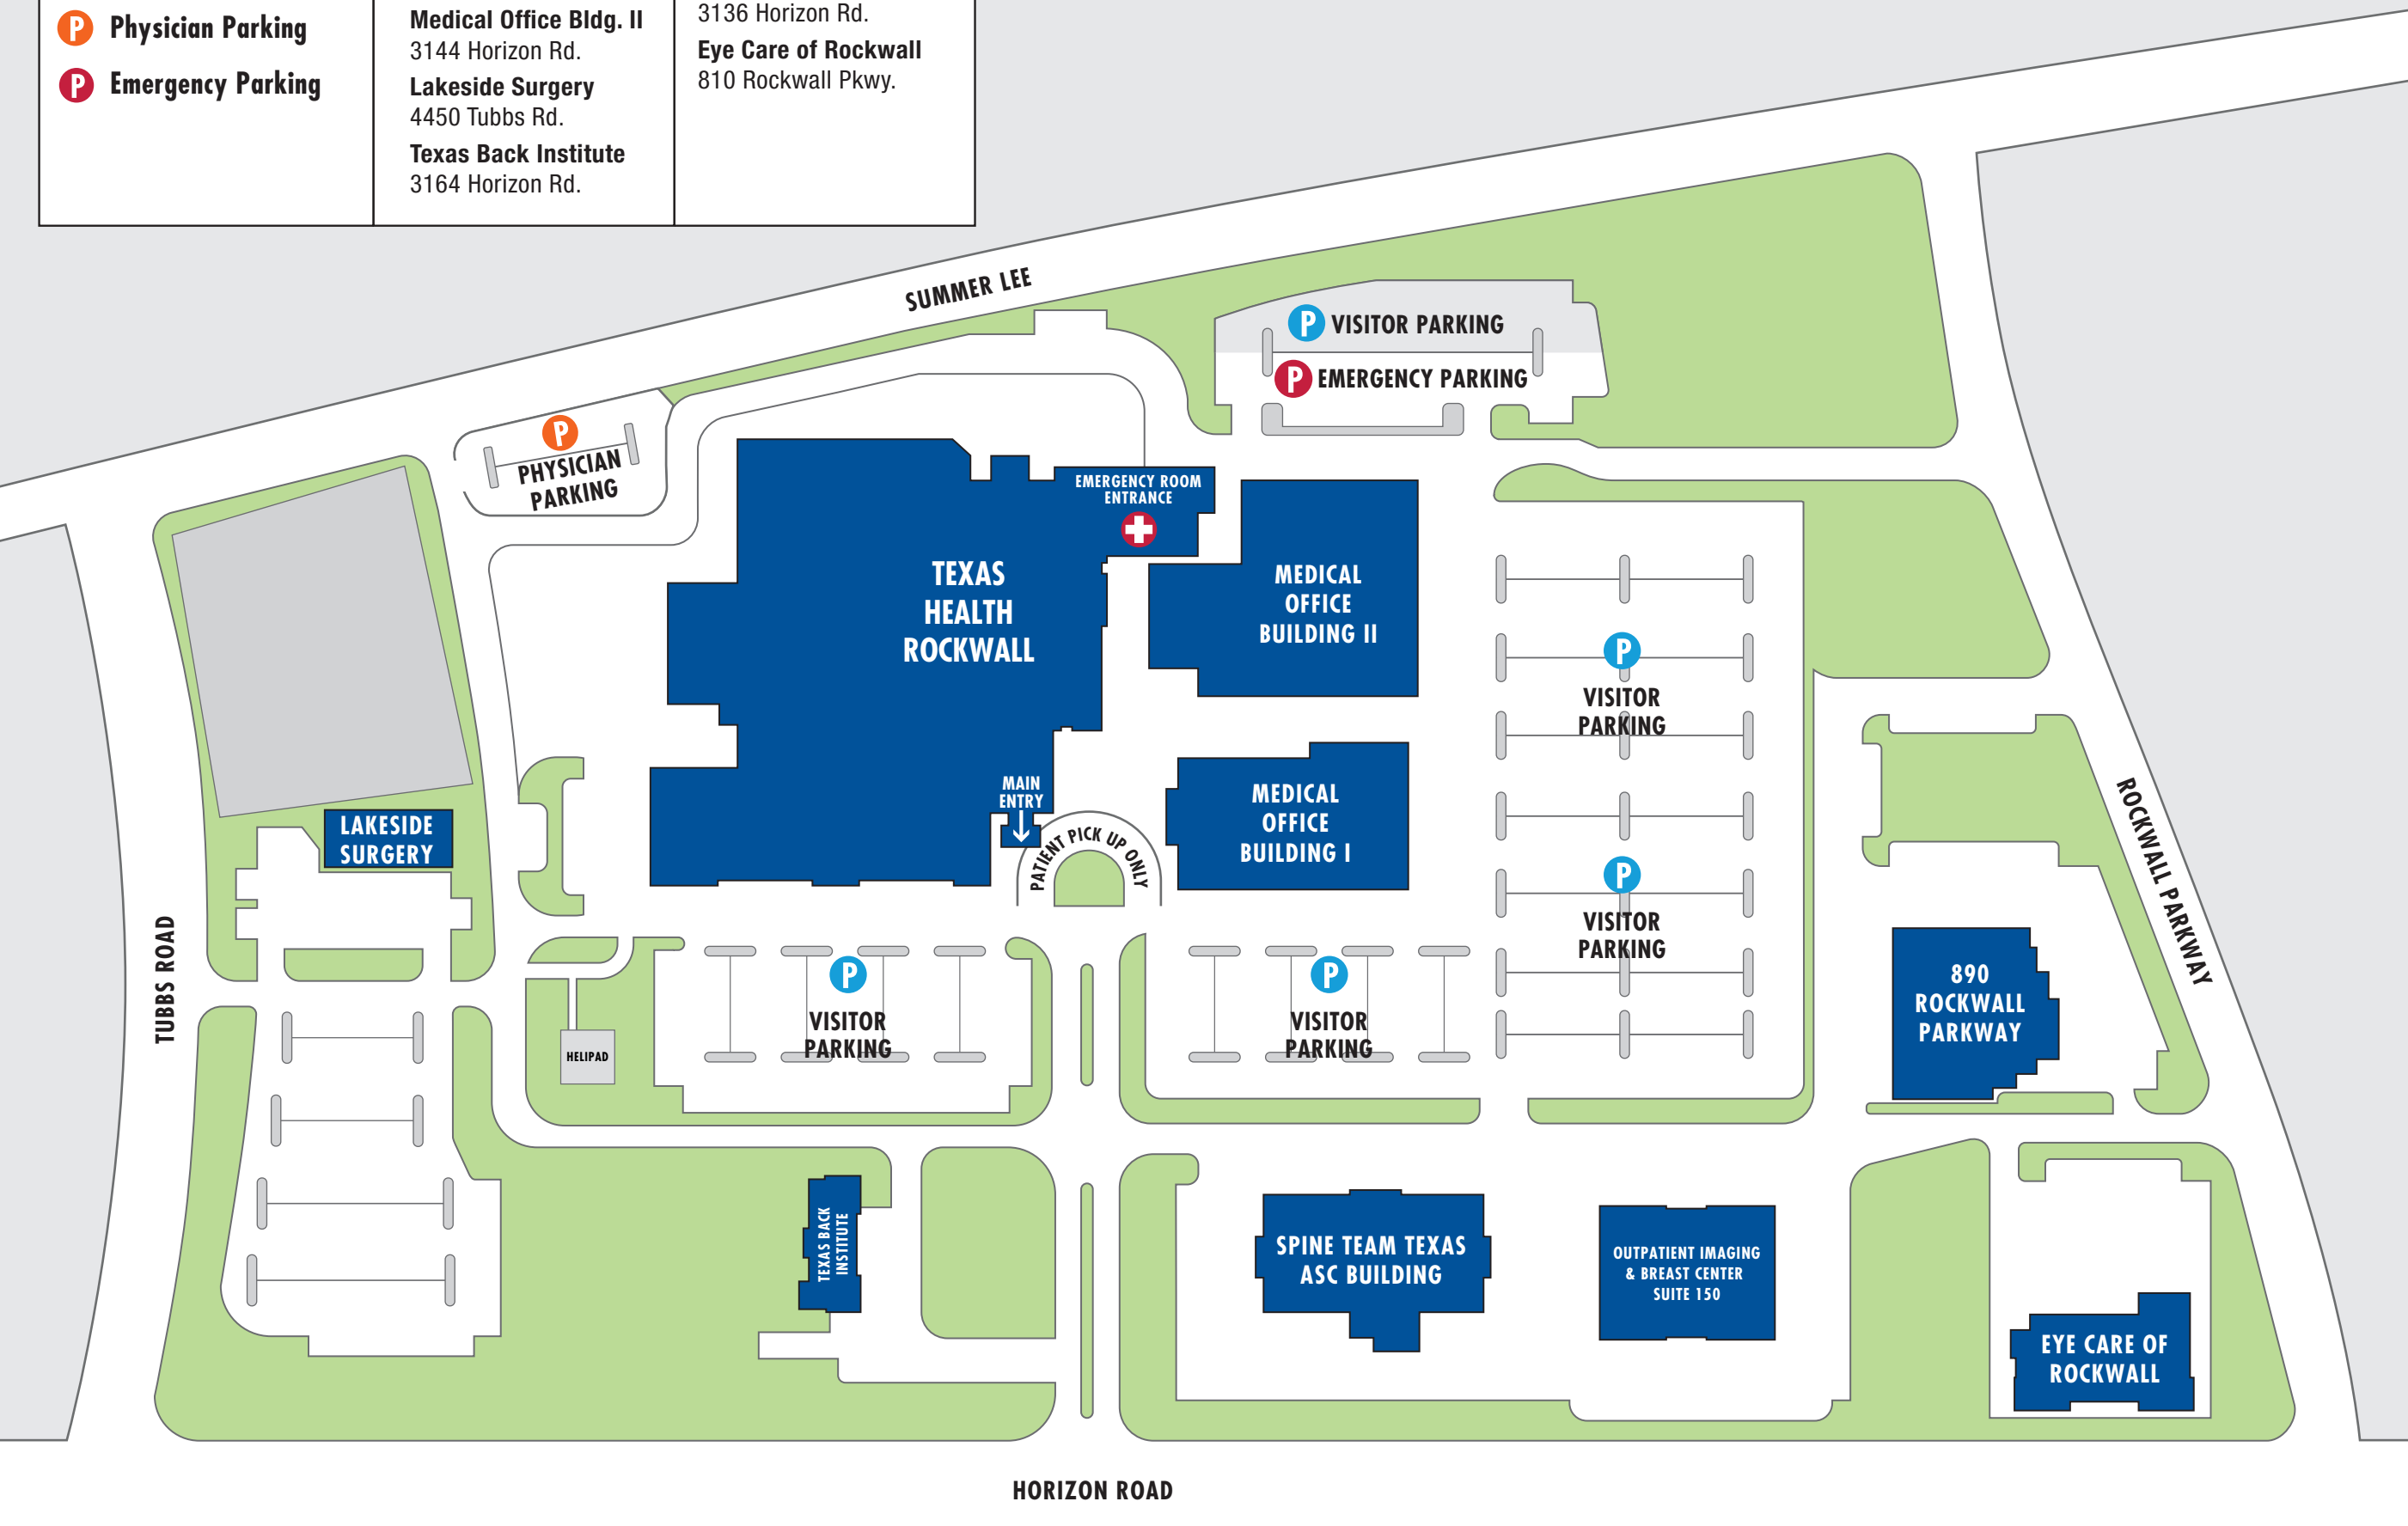 P Physician Parking
P Emergency Parking
Medical Office Bldg. II
3144 Horizon Rd.
Lakeside Surgery
4450 Tubbs Rd.
Texas Back Institute
3164 Horizon Rd.
3136 Horizon Rd.
Eye Care of Rockwall
810 Rockwall Pkwy.
SUMMER LEE
P VISITOR PARKING
P EMERGENCY PARKING
P
PHYSICIAN
PARKING
EMERGENCY ROOM
ENTRANCE
TEXAS
HEALTH
ROCKWALL
MEDICAL
OFFICE
BUILDING II
P
VISITOR
PARKING
MAIN
ENTRY
PATIENT PICK UP ONLY
MEDICAL
OFFICE
BUILDING I
P
VISITOR
PARKING
ROCKWALL PARKWAY
LAKESIDE
SURGERY
TUBBS ROAD
HELIPAD
P
VISITOR
PARKING
P
VISITOR
PARKING
890
ROCKWALL
PARKWAY
TEXAS BACK
INSTITUTE
SPINE TEAM TEXAS
ASC BUILDING
OUTPATIENT IMAGING
& BREAST CENTER
SUITE 150
EYE CARE OF
ROCKWALL
HORIZON ROAD